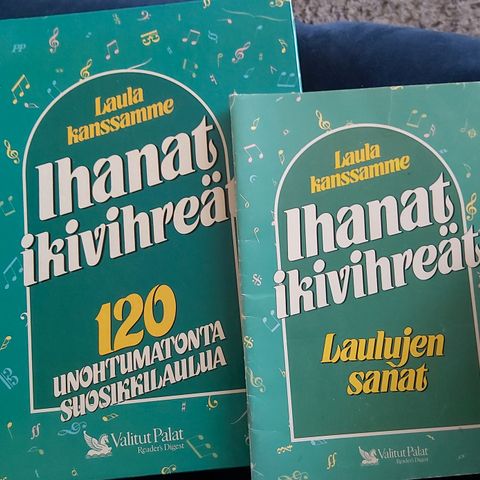 Laula
kanssamme
Ihanat
ikivihreät
120
UNOHTUMATONTA
SUOSIKKILAULUA
Valitut Palat
Reader's Digest
Laula
kanssamme
Ihanat
ikivihreät
Laulujen
sanat
Valitut Palat
Reader's Digest